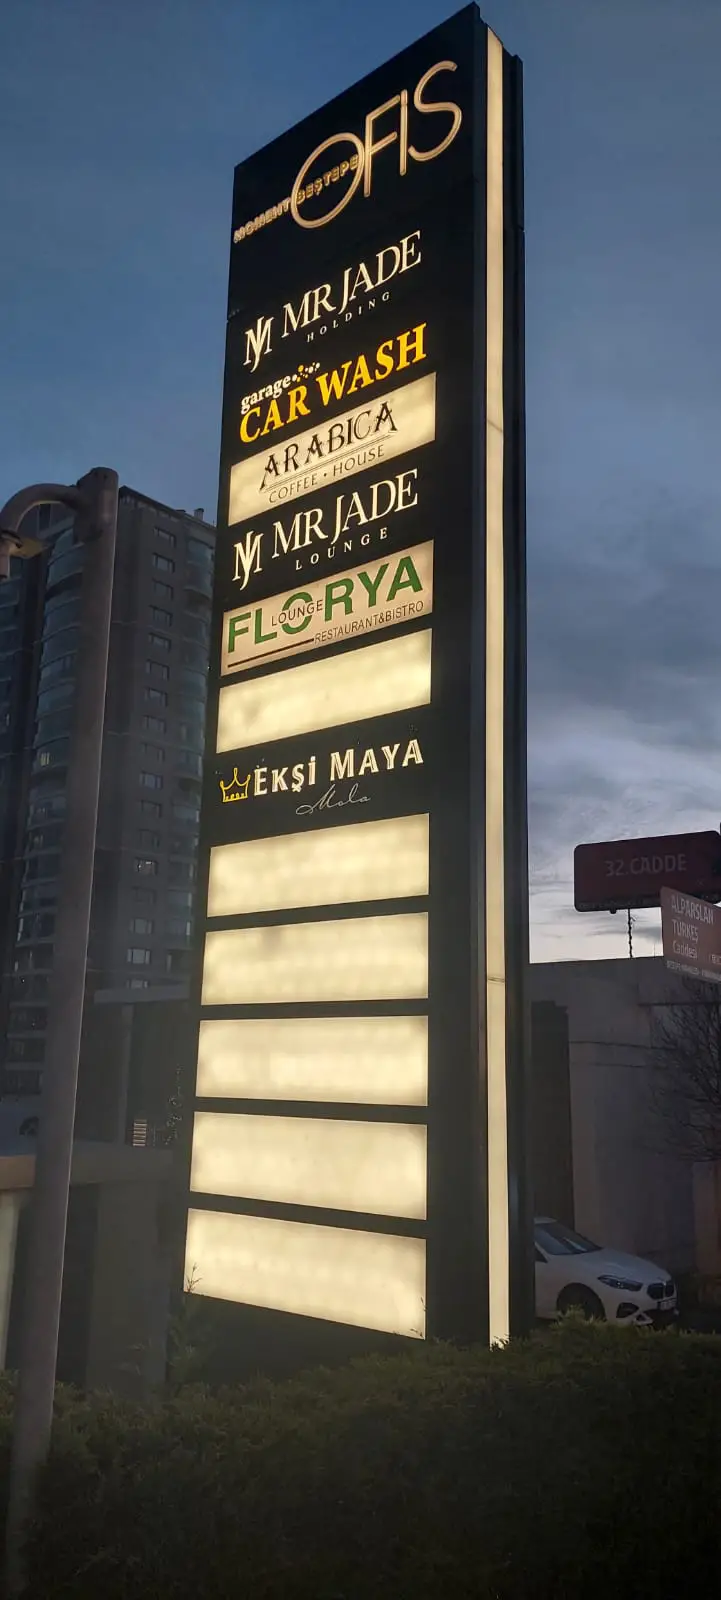 OFİS
MOMENT BEŞTEPE
MR JADE
HOLDING
garage
CAR WASH
ARABICA
COFFEE • HOUSE
MR JADE
LOUNGE
FLORYA
LOUNGE
RESTAURANT&BISTRO
EKŞİ MAYA
Mola
32.CADDE
ALPARSLAN
TÜRKEŞ
Caddesi